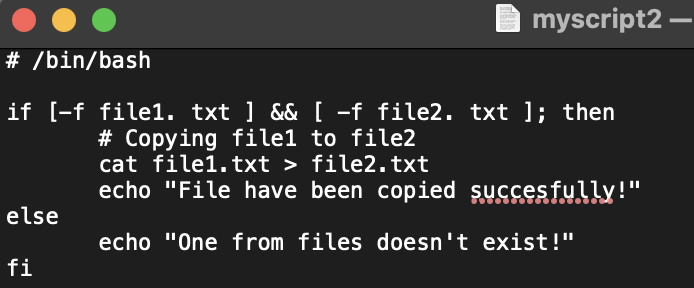 myscript2 —
# /bin/bash

if [-f file1. txt ] && [ -f file2. txt ]; then
        # Copying file1 to file2
        cat file1.txt > file2.txt
        echo "File have been copied succesfully!"
else
        echo "One from files doesn't exist!"
fi